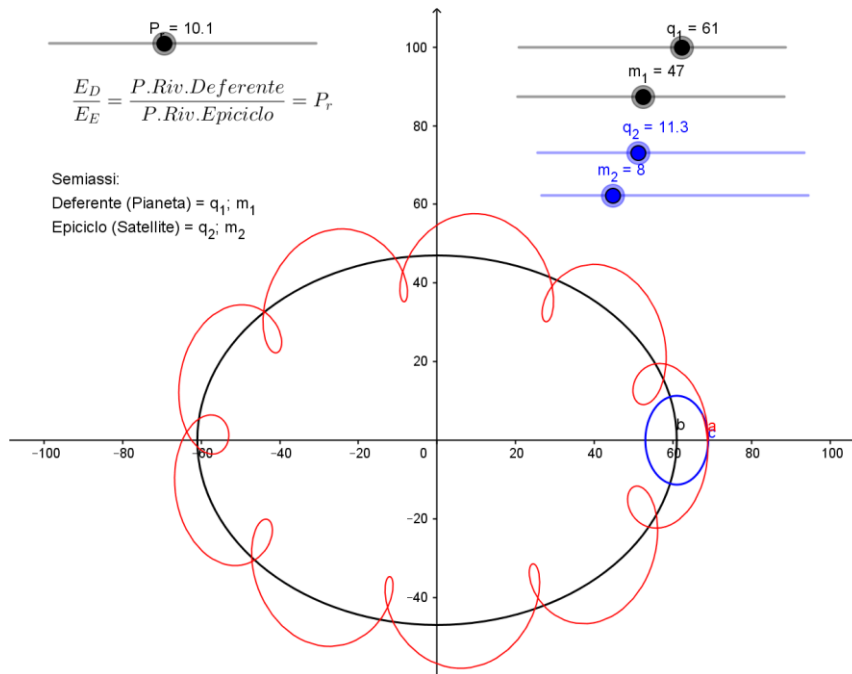 P_r = 10.1
q_1 = 61
m_1 = 47
q_2 = 11.3
m_2 = 8
E_D / E_E = P.Riv.Deferente / P.Riv.Epiciclo = P_r
Semiassi:
Deferente (Pianeta) = q_1; m_1
Epiciclo (Satellite) = q_2; m_2
100
80
60
40
20
b
a
c
−100 −80 −60 −40 −20 0 20 40 60 80 100
−20
−40